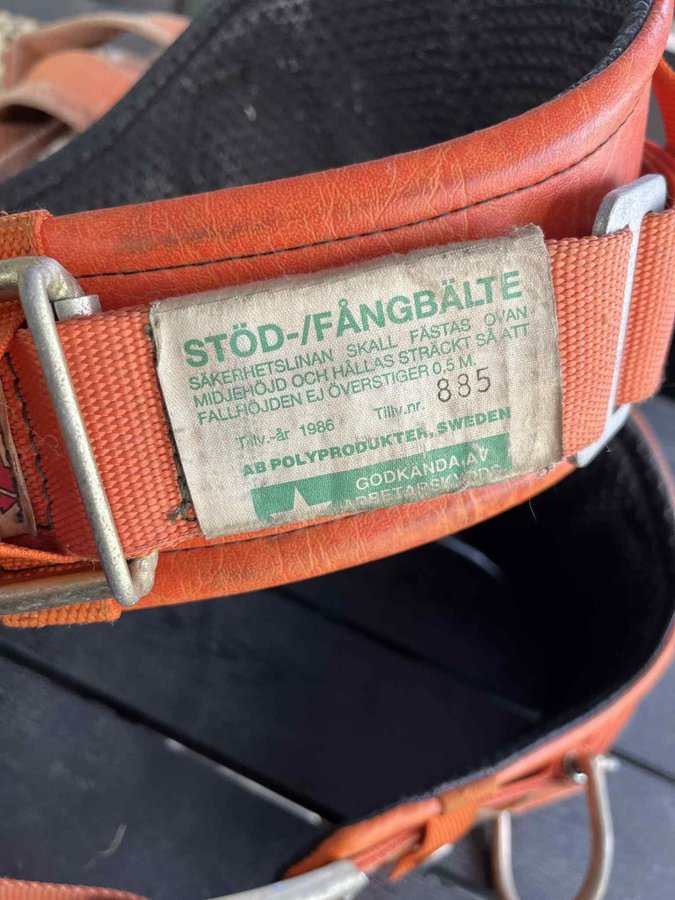 STÖD-/FÅNGBÄLTE
SÄKERHETSLINAN SKALL FÄSTAS OVAN
MIDJEHÖJD OCH HÅLLAS STRÄCKT SÅ ATT
FALLHÖJDEN EJ ÖVERSTIGER 0,5 M.
Tillv.-år 1986 Tillv.nr. 885
AB POLYPRODUKTER, SWEDEN
GODKÄNDA AV